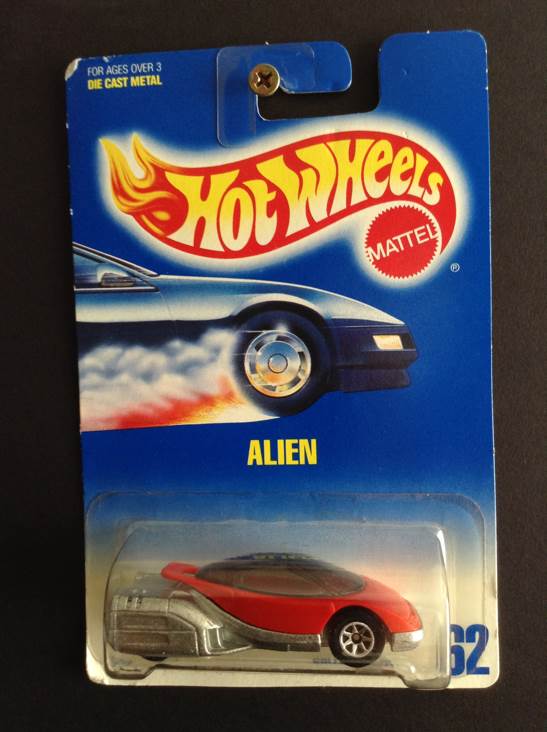 FOR AGES OVER 3
DIE CAST METAL
HOT WHEELS
MATTEL
®
ALIEN
62